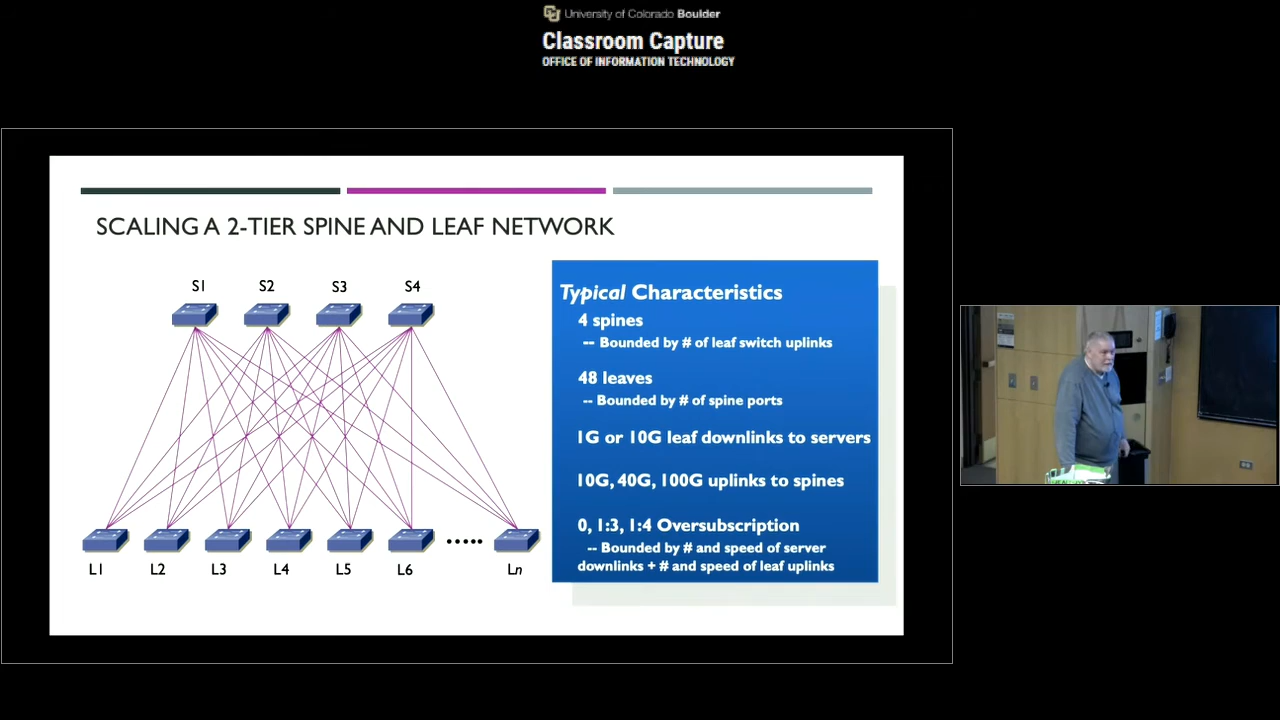 University of Colorado Boulder
Classroom Capture
OFFICE OF INFORMATION TECHNOLOGY
SCALING A 2-TIER SPINE AND LEAF NETWORK
S1 S2 S3 S4
L1 L2 L3 L4 L5 L6 ..... Ln
Typical Characteristics
4 spines
-- Bounded by # of leaf switch uplinks
48 leaves
-- Bounded by # of spine ports
1G or 10G leaf downlinks to servers
10G, 40G, 100G uplinks to spines
0, 1:3, 1:4 Oversubscription
-- Bounded by # and speed of server
downlinks + # and speed of leaf uplinks